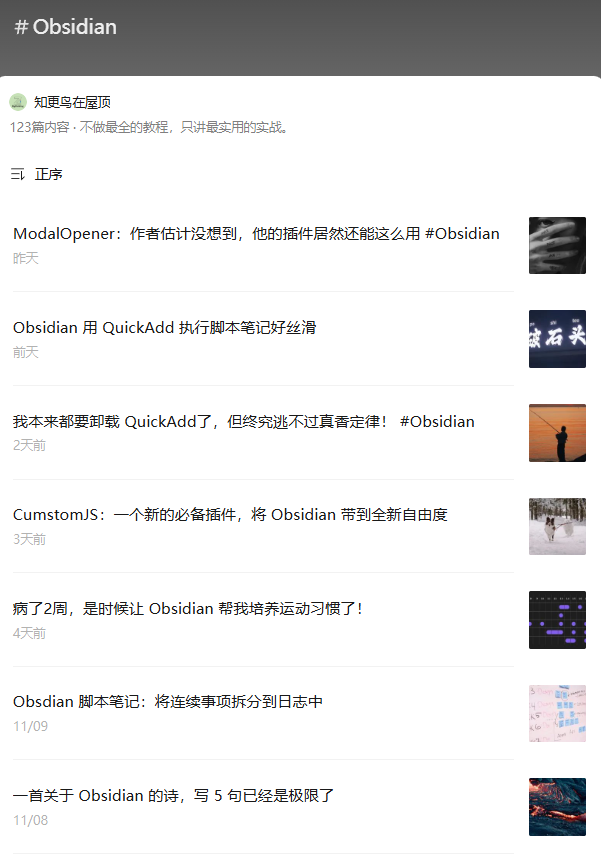 #Obsidian
知更鸟在屋顶
123篇内容 · 不做最全的教程，只讲最实用的实战。
正序
ModalOpener：作者估计没想到，他的插件居然还能这么用 #Obsidian
昨天
Obsidian 用 QuickAdd 执行脚本笔记好丝滑
前天
破石头
我本来都要卸载 QuickAdd了，但终究逃不过真香定律！ #Obsidian
2天前
CumstomJS：一个新的必备插件，将 Obsidian 带到全新自由度
3天前
病了2周，是时候让 Obsidian 帮我培养运动习惯了！
4天前
Obsdian 脚本笔记：将连续事项拆分到日志中
11/09
一首关于 Obsidian 的诗，写 5 句已经是极限了
11/08